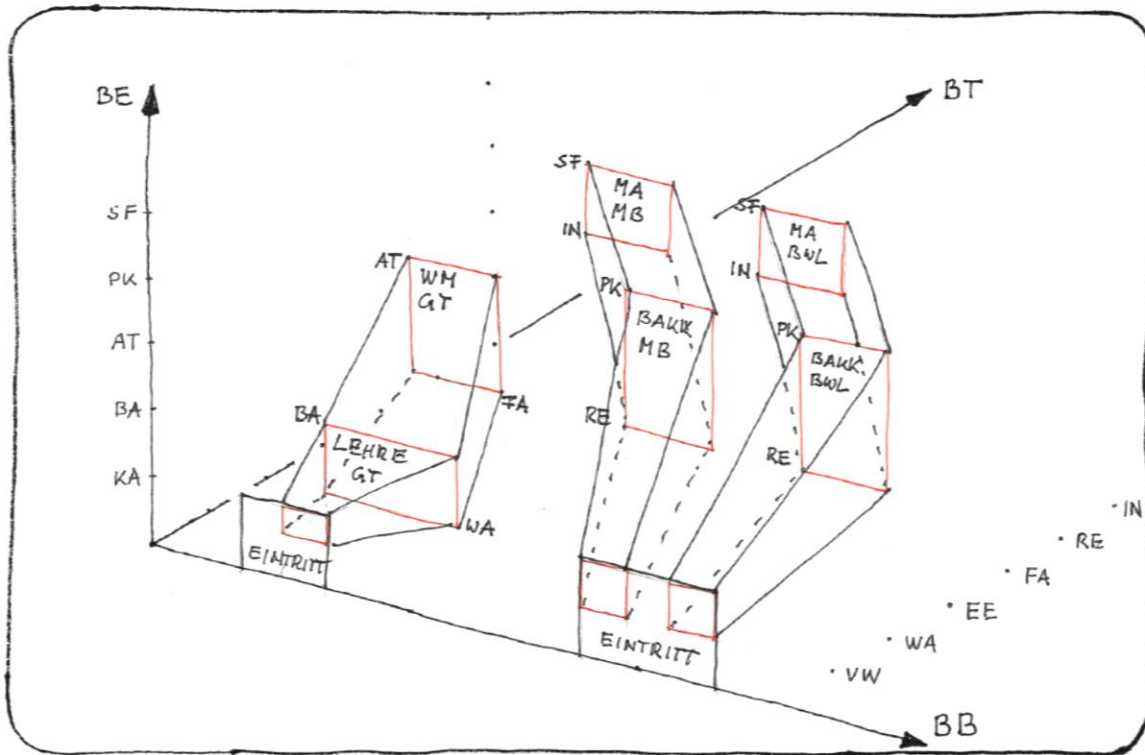 BE
BT
SF
PK
AT
BA
KA
AT
WM
GT
BA
LEHRE
GT
FA
WA
EINTRITT
SF
MA
MB
IN
PK
BAKK
MB
RE
SF
MA
BWL
IN
PK
BAKK.
BWL
RE
EINTRITT
IN
RE
FA
EE
WA
VW
BB